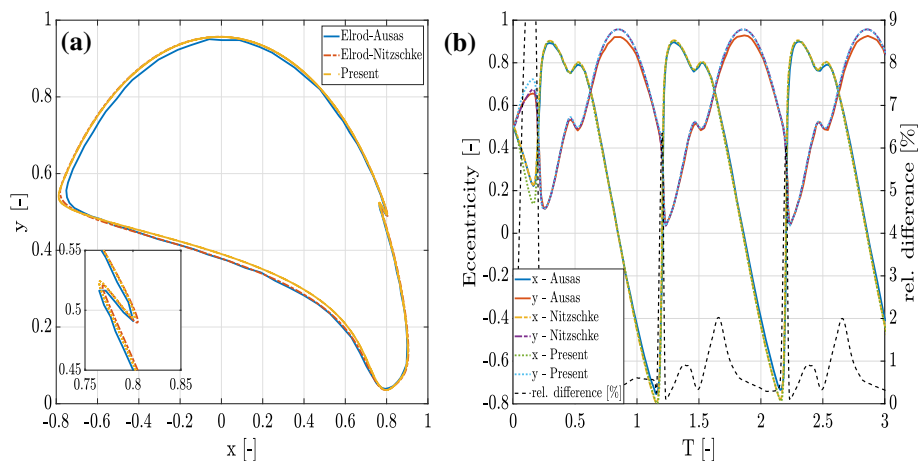 (a)
Elrod-Ausas
Elrod-Nitzschke
Present
y [-]
1
0.8
0.6
0.4
0.2
0
-0.8 -0.6 -0.4 -0.2 0 0.2 0.4 0.6 0.8 1
x [-]
0.55
0.5
0.45
0.75 0.8 0.85
(b)
Ecccentricity [-]
1
0.8
0.6
0.4
0.2
0
-0.2
-0.4
-0.6
-0.8
x - Ausas
y - Ausas
x - Nitzschke
y - Nitzschke
x - Present
y - Present
rel. difference [%]
0 0.5 1 1.5 2 2.5 3
T [-]
9
8
7
6
5
4
3
2
1
0
rel. difference [%]